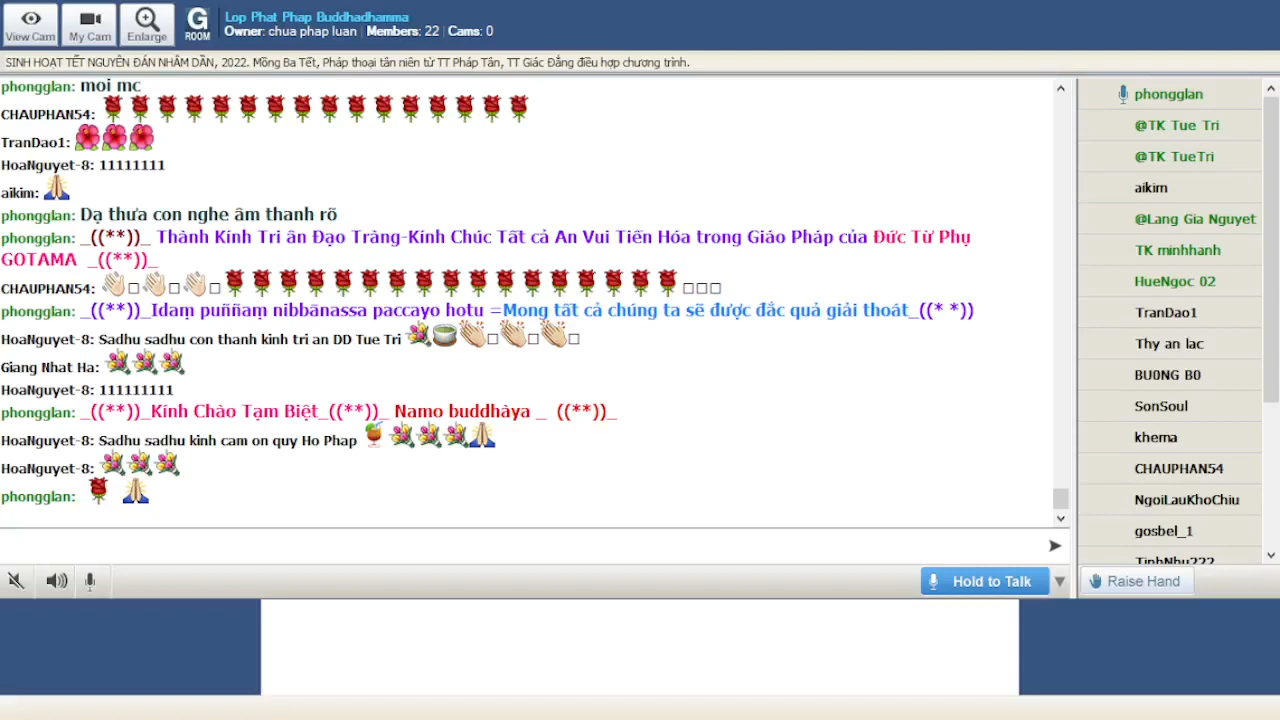 View Cam
My Cam
Enlarge
G
ROOM
Lop Phat Phap Buddhadhamma
Owner: chua phap luan | Members: 22 | Cams: 0
SINH HOẠT TẾT NGUYÊN ĐÁN NHÂM DẦN, 2022. Mồng Ba Tết, Pháp thoại tân niên từ TT Pháp Tân, TT Giác Đẳng điều hợp chương trình.
phongglan: moi mc
CHAUPHAN54:
TranDao1:
HoaNguyet-8: 11111111
aikim:
phongglan: Dạ thưa con nghe âm thanh rõ
phongglan: _((**))_ Thành Kính Tri ân Đạo Tràng-Kính Chúc Tất cả An Vui Tiến Hóa trong Giáo Pháp của Đức Từ Phụ
GOTAMA _((**))_
CHAUPHAN54:
phongglan: _((**))_Idaṃ puññaṃ nibbānassa paccayo hotu =Mong tất cả chúng ta sẽ được đắc quả giải thoát_((* *))
HoaNguyet-8: Sadhu sadhu con thanh kinh tri an DD Tue Tri
Giang Nhat Ha:
HoaNguyet-8: 111111111
phongglan: _((**))_Kính Chào Tạm Biệt_((**))_ Namo buddhàya _ ((**))_
HoaNguyet-8: Sadhu sadhu kinh cam on quy Ho Phap
HoaNguyet-8:
phongglan:
Hold to Talk
phongglan
@TK Tue Tri
@TK TueTri
aikim
@Lang Gia Nguyet
TK minhhanh
HueNgoc 02
TranDao1
Thy an lac
BU0NG B0
SonSoul
khema
CHAUPHAN54
NgoiLauKhoChiu
gosbel_1
TinhNhu222
Raise Hand